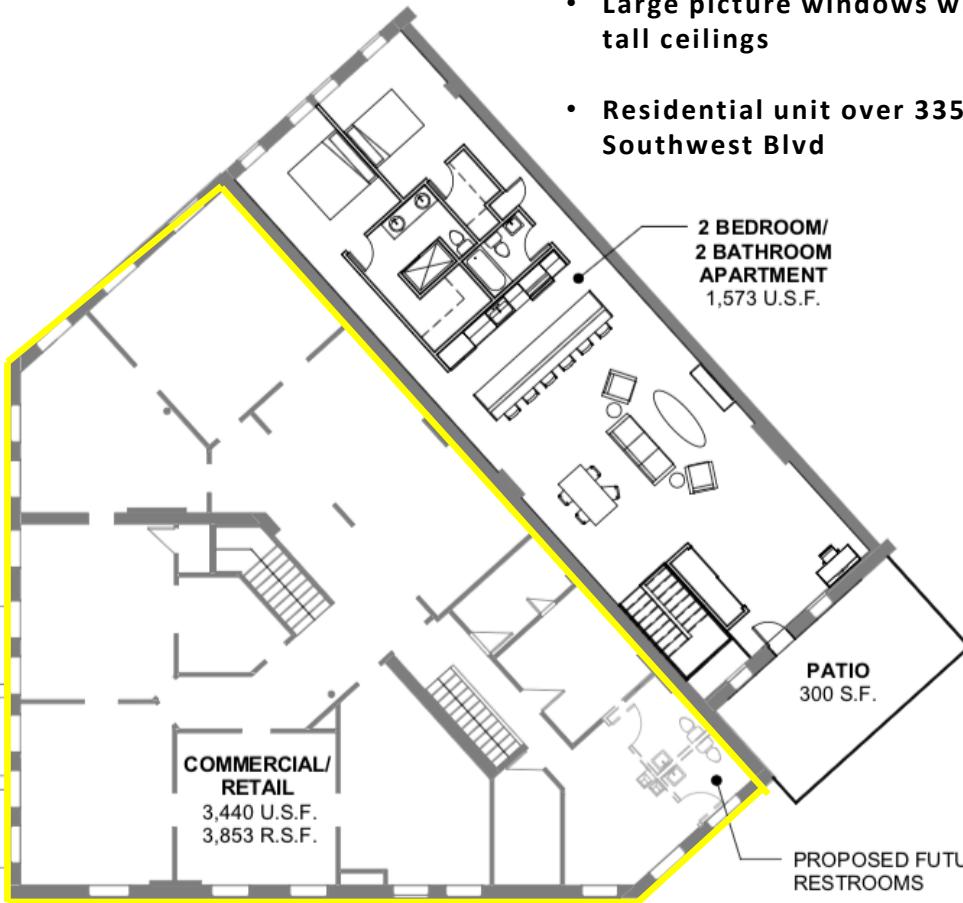 • Large picture windows w
tall ceilings
• Residential unit over 335
Southwest Blvd
2 BEDROOM/
2 BATHROOM
APARTMENT
1,573 U.S.F.
PATIO
300 S.F.
COMMERCIAL/
RETAIL
3,440 U.S.F.
3,853 R.S.F.
PROPOSED FUTU
RESTROOMS